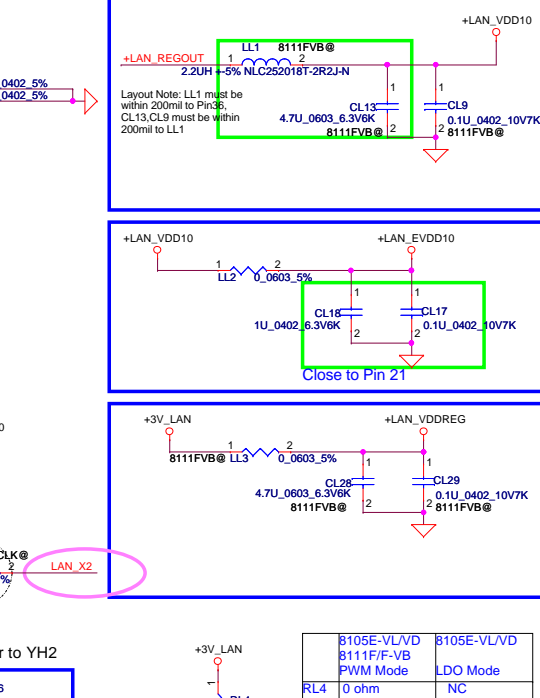 +LAN_VDD10
LL1 8111FVB@
+LAN_REGOUT 1 2
2.2UH +-5% NLC252018T-2R2J-N
0402_5%
0402_5%
Layout Note: LL1 must be
within 200mil to Pin36,
CL13,CL9 must be within
200mil to LL1
1 1
CL13 CL9
4.7U_0603_6.3V6K 0.1U_0402_10V7K
8111FVB@ 2 2 8111FVB@
+LAN_VDD10 +LAN_EVDD10
1 2
LL2 0_0603_5%
1 1
CL18 CL17
1U_0402_6.3V6K 0.1U_0402_10V7K
2 2
Close to Pin 21
+3V_LAN +LAN_VDDREG
8111FVB@ 1 2
LL3 0_0603_5%
1 1
CL28 CL29
4.7U_0603_6.3V6K 0.1U_0402_10V7K
8111FVB@ 2 2 8111FVB@
CLK@
2 LAN_X2
%
r to YH2
+3V_LAN
1
8105E-VL/VD 8105E-VL/VD
8111F/F-VB
PWM Mode LDO Mode
RL4 0 ohm NC